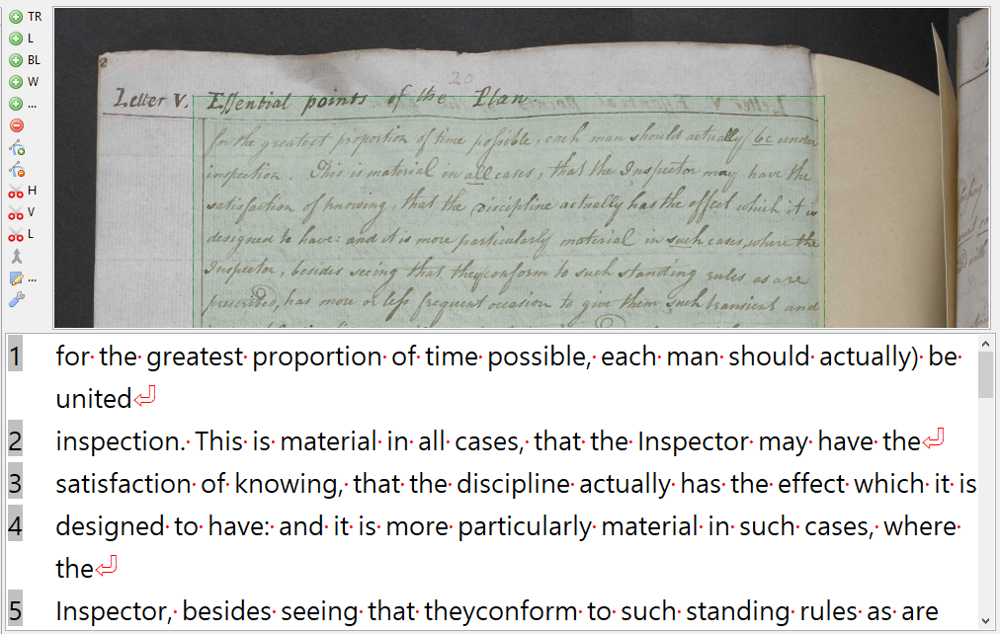 TR
L
BL
W
...
H
V
L
...
2
20
Letter V. Essential points of the Plan.
for the greatest proportion of time possible, each man should actually be under
inspection. This is material in all cases, that the Inspector may have the
satisfaction of knowing, that the discipline actually has the effect which it is
designed to have: and it is more particularly material in such cases, where the
Inspector, besides seeing that they conform to such standing rules as are
prescribed, has more or less frequent occasion to give them such transient and
1 for the greatest proportion of time possible, each man should actually) be
united
2 inspection. This is material in all cases, that the Inspector may have the
3 satisfaction of knowing, that the discipline actually has the effect which it is
4 designed to have: and it is more particularly material in such cases, where
the
5 Inspector, besides seeing that theyconform to such standing rules as are